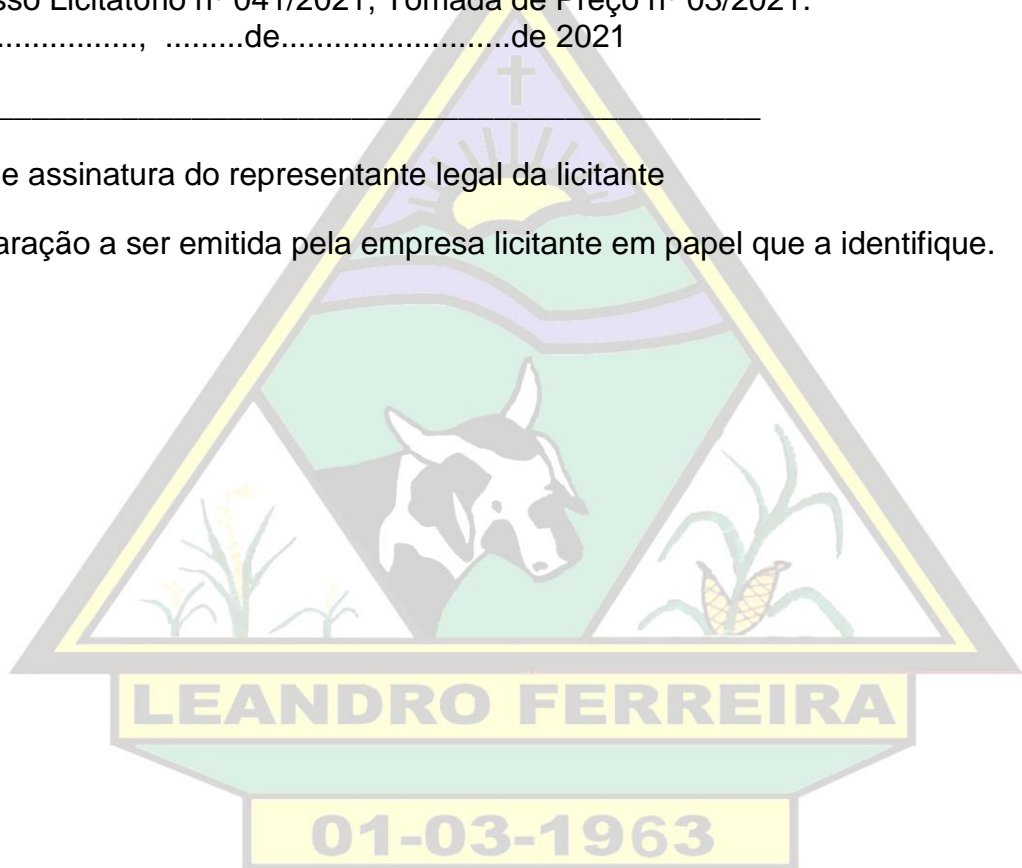 sso Licitatório nº 041/2021, Tomada de Preço nº 03/2021.
................, .........de..........................de 2021
e assinatura do representante legal da licitante
aração a ser emitida pela empresa licitante em papel que a identifique.
LEANDRO FERREIRA
01-03-1963